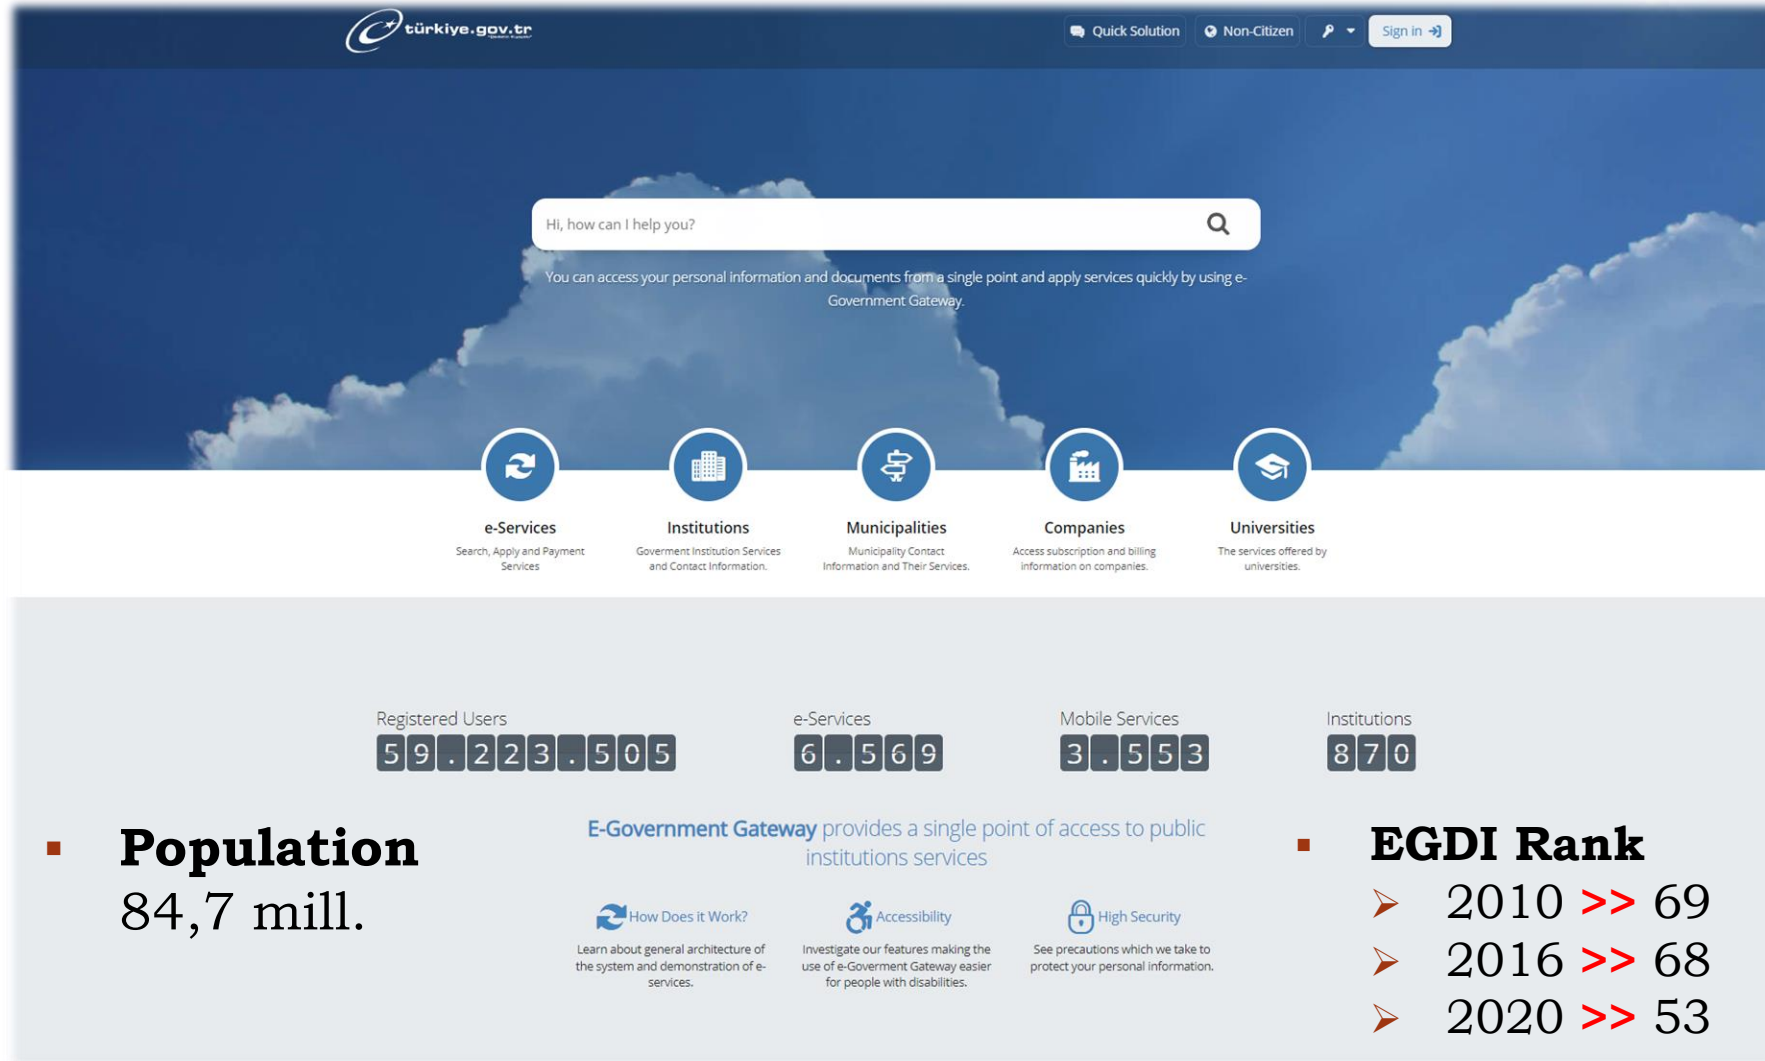 türkiye.gov.tr
Quick Solution
Non-Citizen
Sign in
Hi, how can I help you?
You can access your personal information and documents from a single point and apply services quickly by using e-
Government Gateway.
e-Services
Search, Apply and Payment
Services
Institutions
Goverment Institution Services
and Contact Information.
Municipalities
Municipality Contact
Information and Their Services.
Companies
Access subscription and billing
information on companies.
Universities
The services offered by
universities.
Registered Users
59.223.505
e-Services
6.569
Mobile Services
3.553
Institutions
870
▪ Population
84,7 mill.
E-Government Gateway provides a single point of access to public
institutions services
How Does it Work?
Learn about general architecture of
the system and demonstration of e-
services.
Accessibility
Investigate our features making the
use of e-Goverment Gateway easier
for people with disabilities.
High Security
See precautions which we take to
protect your personal information.
▪ EGDI Rank
➢ 2010 >> 69
➢ 2016 >> 68
➢ 2020 >> 53